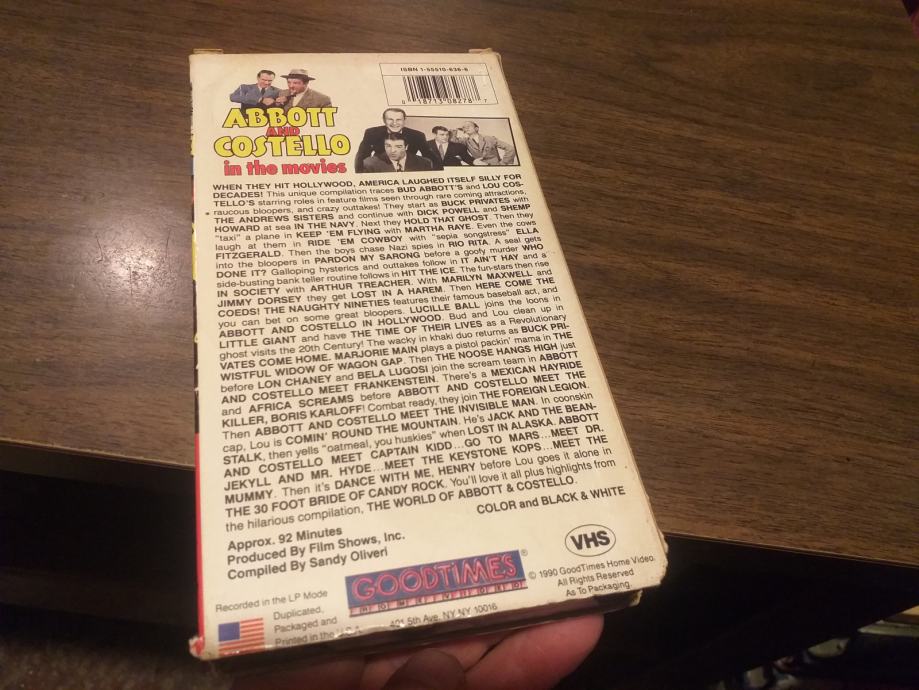 ISBN 1-55510-636-6
0 18713 08278 7
ABBOTT
AND
COSTELLO
in the movies
WHEN THEY HIT HOLLYWOOD, AMERICA LAUGHED ITSELF SILLY FOR
DECADES! This unique compilation traces BUD ABBOTT'S and LOU COS-
TELLO'S starring roles in feature films seen through rare coming attractions,
raucous bloopers, and crazy outtakes! They start as BUCK PRIVATES with
THE ANDREWS SISTERS and continue with DICK POWELL and SHEMP
HOWARD at sea IN THE NAVY. Next they HOLD THAT GHOST. Then they
"taxi" a plane in KEEP 'EM FLYING with MARTHA RAYE. Even the cows
laugh at them in RIDE 'EM COWBOY with "sepia songstress" ELLA
FITZGERALD. Then the boys chase Nazi spies in RIO RITA. A seal gets
into the bloopers in PARDON MY SARONG before a goofy murder WHO
DONE IT? Galloping hysterics and outtakes follow in IT AIN'T HAY and a
side-busting bank teller routine follows in HIT THE ICE. The fun-stars then rise
IN SOCIETY with ARTHUR TREACHER. With MARILYN MAXWELL and
JIMMY DORSEY they get LOST IN A HAREM. Then HERE COME THE
COEDS! THE NAUGHTY NINETIES features their famous baseball act, and
you can bet on some great bloopers. LUCILLE BALL joins the loons in
ABBOTT AND COSTELLO IN HOLLYWOOD. Bud and Lou clean up in
LITTLE GIANT and have THE TIME OF THEIR LIVES as a Revolutionary
ghost visits the 20th Century! The wacky in khaki duo returns as BUCK PRI-
VATES COME HOME. MARJORIE MAIN plays a pistol packin' mama in THE
WISTFUL WIDOW OF WAGON GAP. Then THE NOOSE HANGS HIGH just
before LON CHANEY and BELA LUGOSI join the scream team in ABBOTT
AND COSTELLO MEET FRANKENSTEIN. There's a MEXICAN HAYRIDE
and AFRICA SCREAMS before ABBOTT AND COSTELLO MEET THE
KILLER, BORIS KARLOFF! Combat ready, they join THE FOREIGN LEGION.
Then ABBOTT AND COSTELLO MEET THE INVISIBLE MAN. In coonskin
cap, Lou is COMIN' ROUND THE MOUNTAIN. He's JACK AND THE BEAN-
STALK, then yells "oatmeal, you huskies" when LOST IN ALASKA. ABBOTT
AND COSTELLO MEET CAPTAIN KIDD...GO TO MARS...MEET DR.
JEKYLL AND MR. HYDE...MEET THE KEYSTONE KOPS...MEET THE
MUMMY. Then it's DANCE WITH ME, HENRY before Lou goes it alone in
THE 30 FOOT BRIDE OF CANDY ROCK. You'll love it all plus highlights from
the hilarious compilation, THE WORLD OF ABBOTT & COSTELLO.
COLOR and BLACK & WHITE
Approx. 92 Minutes
Produced By Film Shows, Inc.
Compiled By Sandy Oliveri
VHS
GOODTIMES®
HOME VIDEO
© 1990 GoodTimes Home Video.
All Rights Reserved
As To Packaging.
Recorded in the LP Mode
Duplicated,
Packaged and
Printed in the U.S.A.
401 5th Ave. NY NY 10016